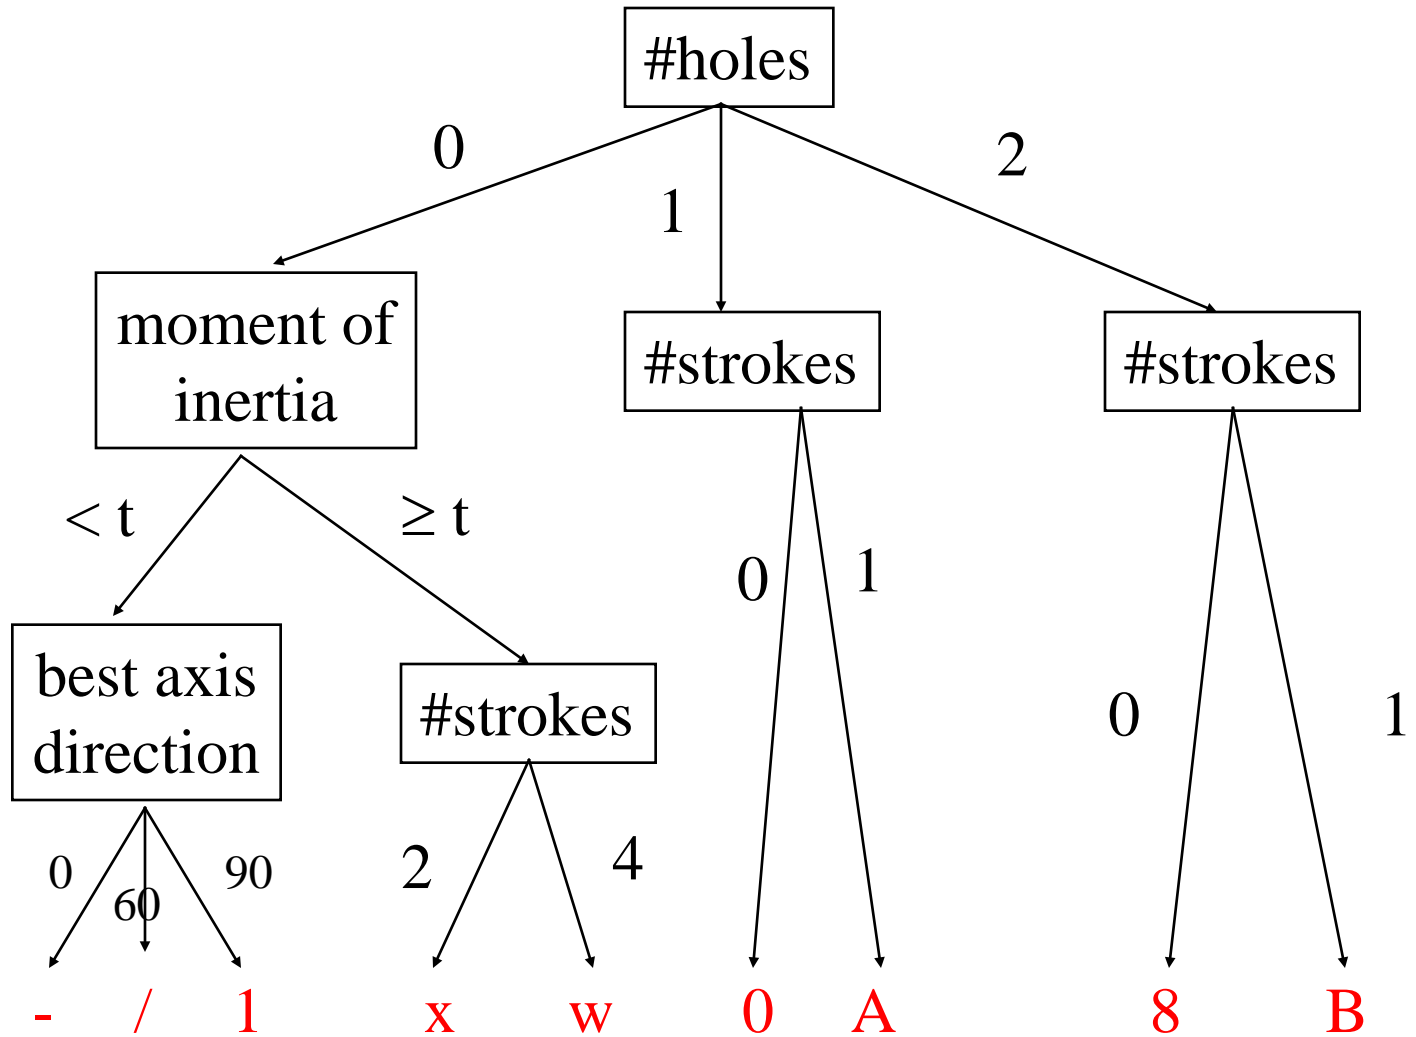 #holes
0
1
2
moment of
inertia
#strokes
#strokes
< t
≥ t
0
1
best axis
direction
#strokes
0
1
0
60
90
2
4
-
/
1
x
w
0
A
8
B